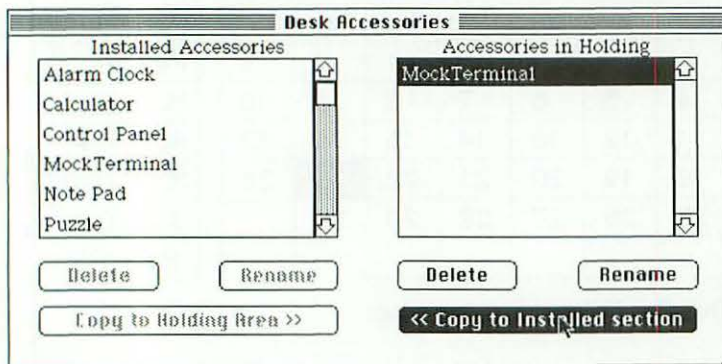 Desk Accessories
Installed Accessories
Alarm Clock
Calculator
Control Panel
MockTerminal
Note Pad
Puzzle
Delete
Rename
Copy to Holding Area >>
Accessories in Holding
MockTerminal
Delete
Rename
<< Copy to Installed section